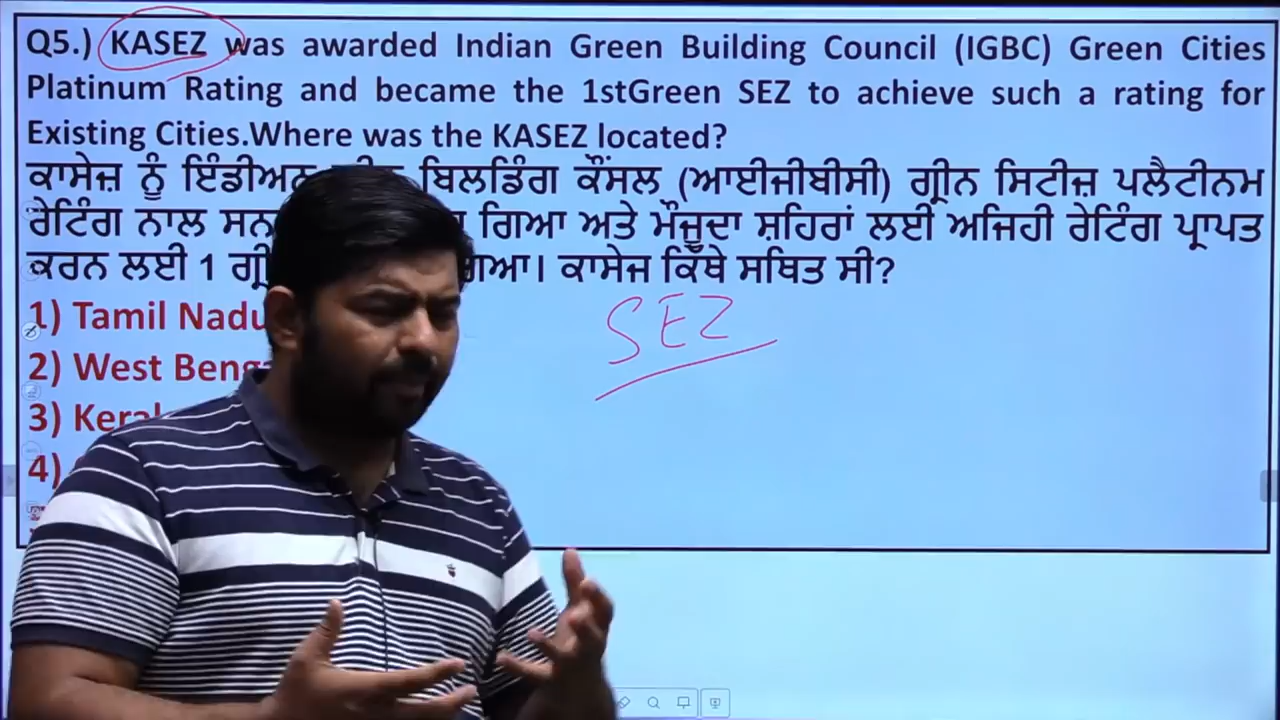 Q5.) KASEZ was awarded Indian Green Building Council (IGBC) Green Cities
Platinum Rating and became the 1stGreen SEZ to achieve such a rating for
Existing Cities.Where was the KASEZ located?
ਕਾਸੇਜ਼ ਨੂੰ ਇੰਡੀਅਨ ਬਿਲਡਿੰਗ ਕੌਂਸਲ (ਆਈਜੀਬੀਸੀ) ਗ੍ਰੀਨ ਸਿਟੀਜ਼ ਪਲੈਟੀਨਮ
ਰੇਟਿੰਗ ਨਾਲ ਗਿਆ ਅਤੇ ਮੌਜੂਦਾ ਸ਼ਹਿਰਾਂ ਲਈ ਅਜਿਹੀ ਰੇਟਿੰਗ ਪ੍ਰਾਪਤ
ਕਰਨ ਲਈ 1 ਕਾਸੇਜ ਕਿੱਥੇ ਸਥਿਤ ਸੀ?
SEZ
1) Tamil Nadu
2) West
3)
4)